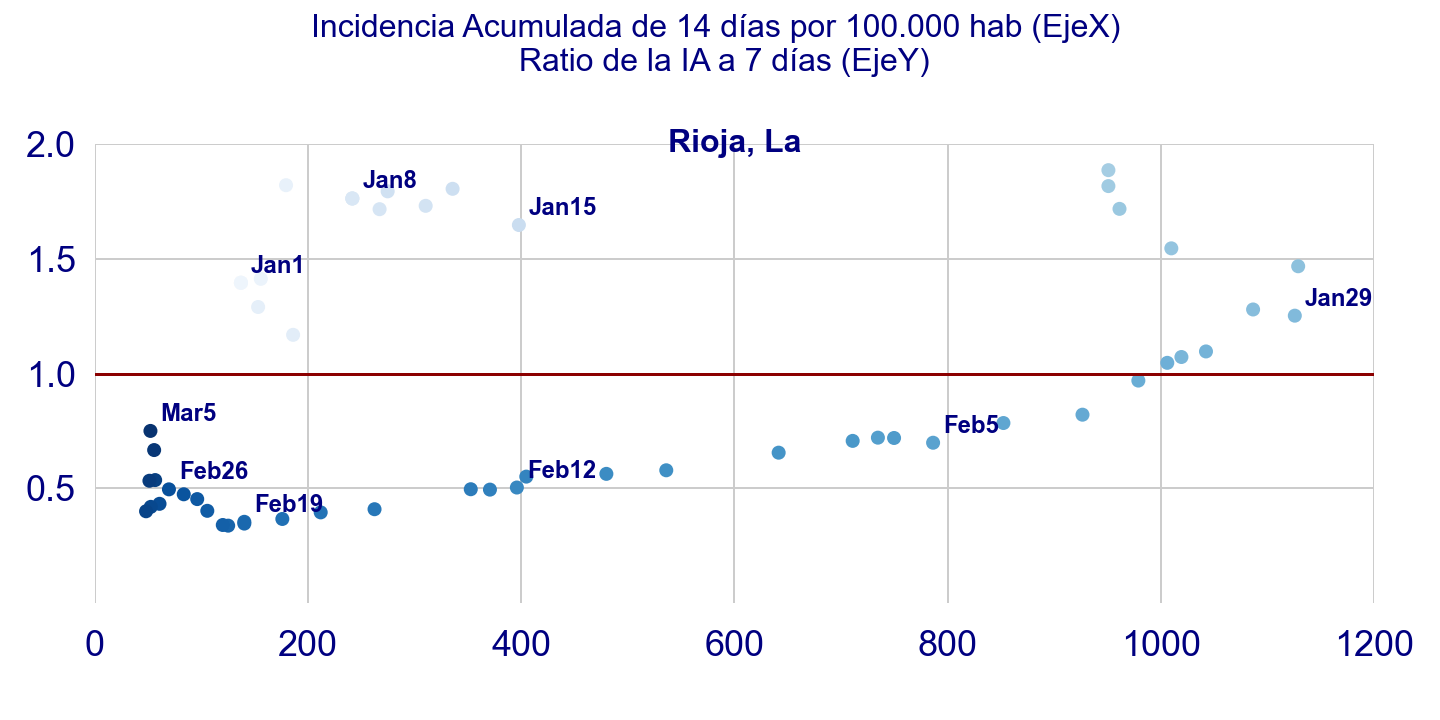 Incidencia Acumulada de 14 días por 100.000 hab (EjeX)
Ratio de la IA a 7 días (EjeY)
Rioja, La
2.0
Jan8
Jan15
1.5
Jan1
Jan29
1.0
Mar5
Feb5
Feb26
Feb12
0.5
Feb19
0 200 400 600 800 1000 1200